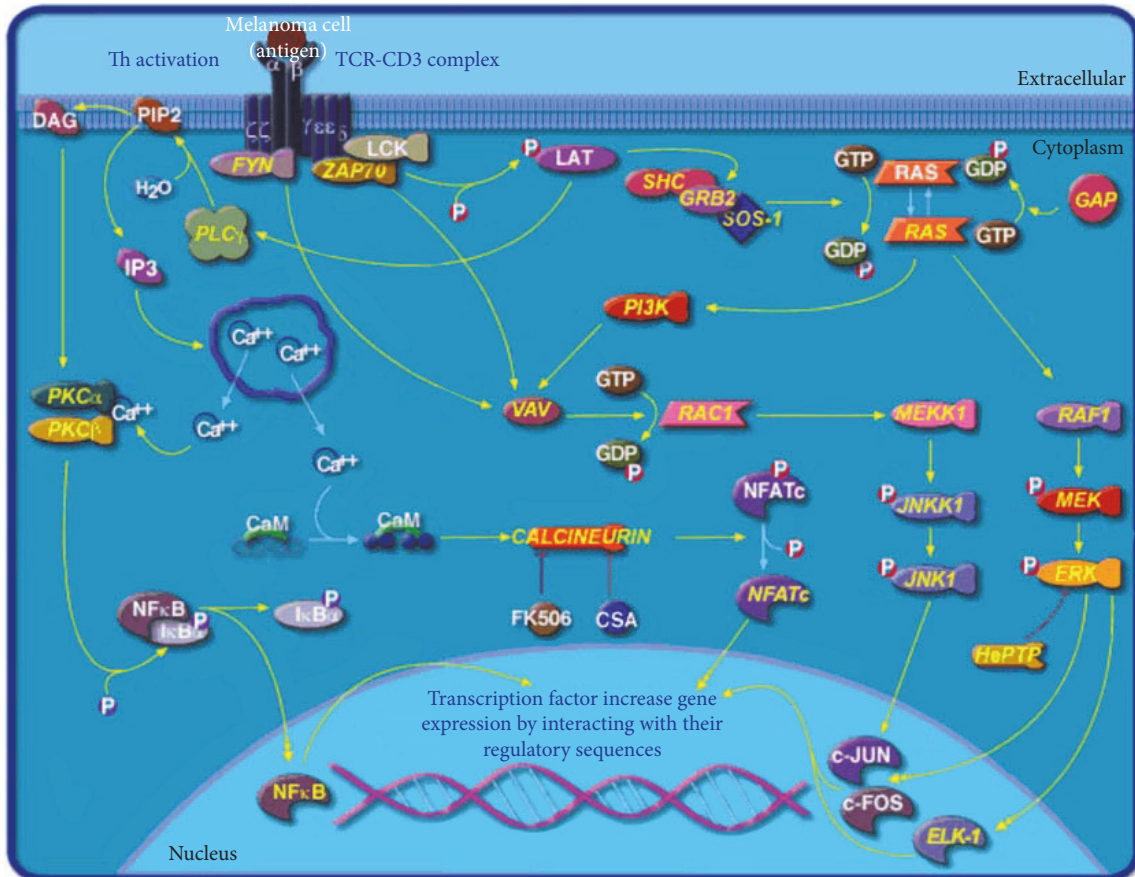 Melanoma cell
(antigen)
Th activation
TCR-CD3 complex
α β
Extracellular
DAG
PIP2
ζζ
γεε δ
LCK
FYN
ZAP70
P
LAT
Cytoplasm
GTP
RAS
P
GDP
H₂O
P
SHC
GRB2
SOS-1
GAP
PLCγ
RAS
GTP
GDP
P
IP3
PI3K
Ca++
Ca++
GTP
PKCα
Ca++
PKCβ
Ca++
VAV
RAC1
MEKK1
RAF1
GDP
P
Ca++
P
NFATc
P
JNKK1
P
MEK
CaM
CaM
CALCINEURIN
P
P
JNK1
P
ERK
NFκB
P
IκBα
P
IκBα
FK506
CSA
NFATc
HePTP
P
Transcription factor increase gene
expression by interacting with their
regulatory sequences
c-JUN
NFκB
c-FOS
ELK-1
Nucleus